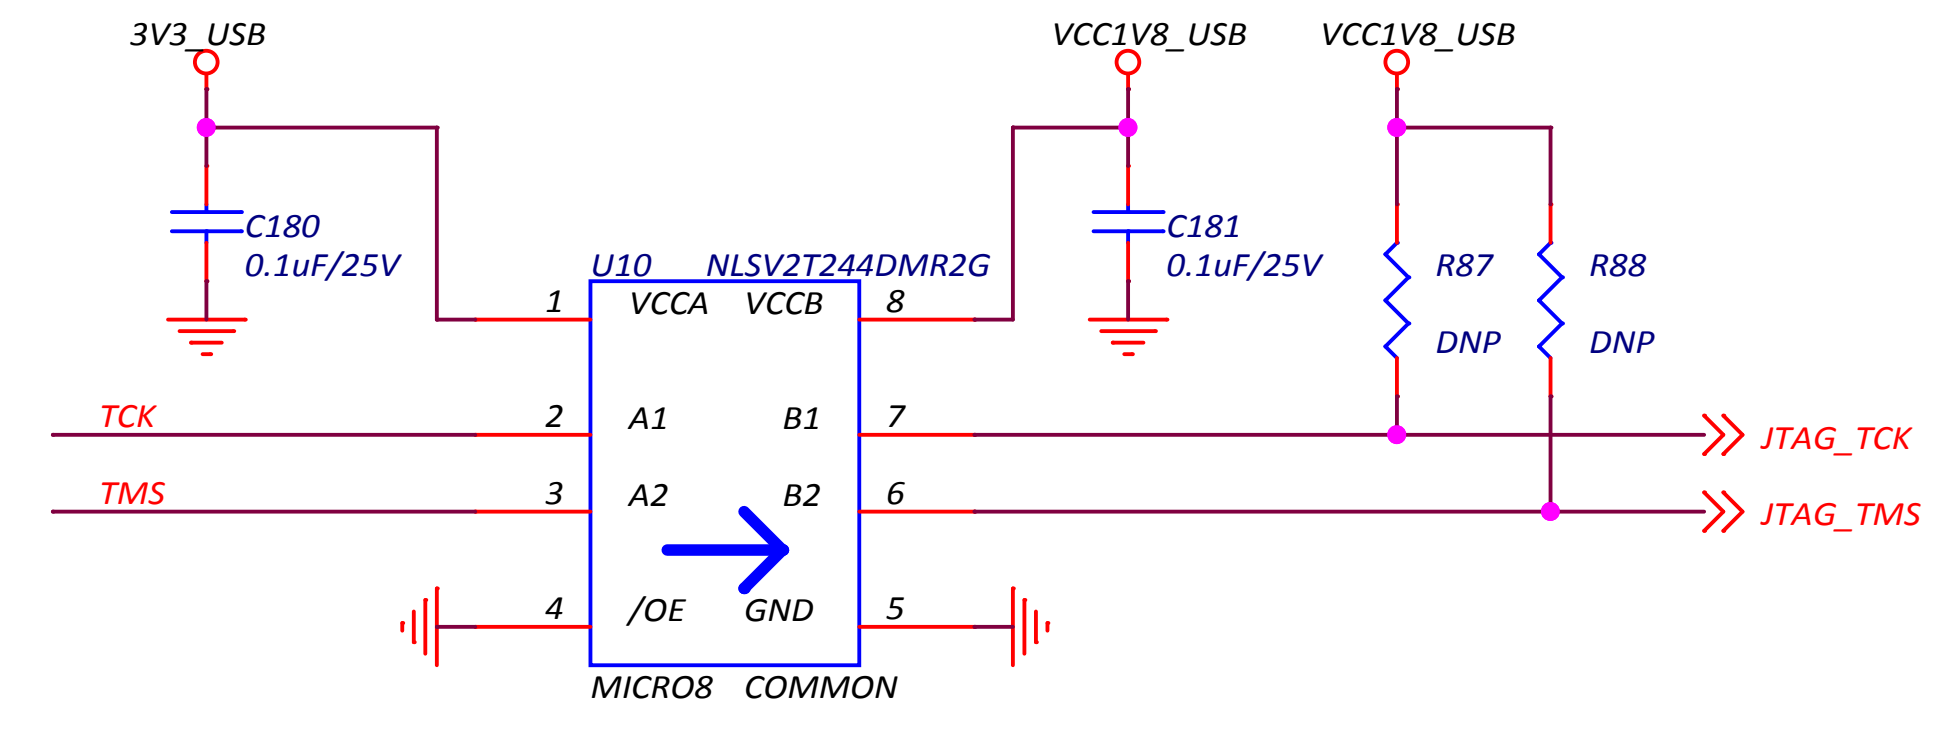 3V3_USB
VCC1V8_USB
VCC1V8_USB
C180
0.1uF/25V
C181
0.1uF/25V
R87
DNP
R88
DNP
U10 NLSV2T244DMR2G
1 VCCA VCCB 8
TCK 2 A1 B1 7 JTAG_TCK
TMS 3 A2 B2 6 JTAG_TMS
4 /OE GND 5
MICRO8 COMMON